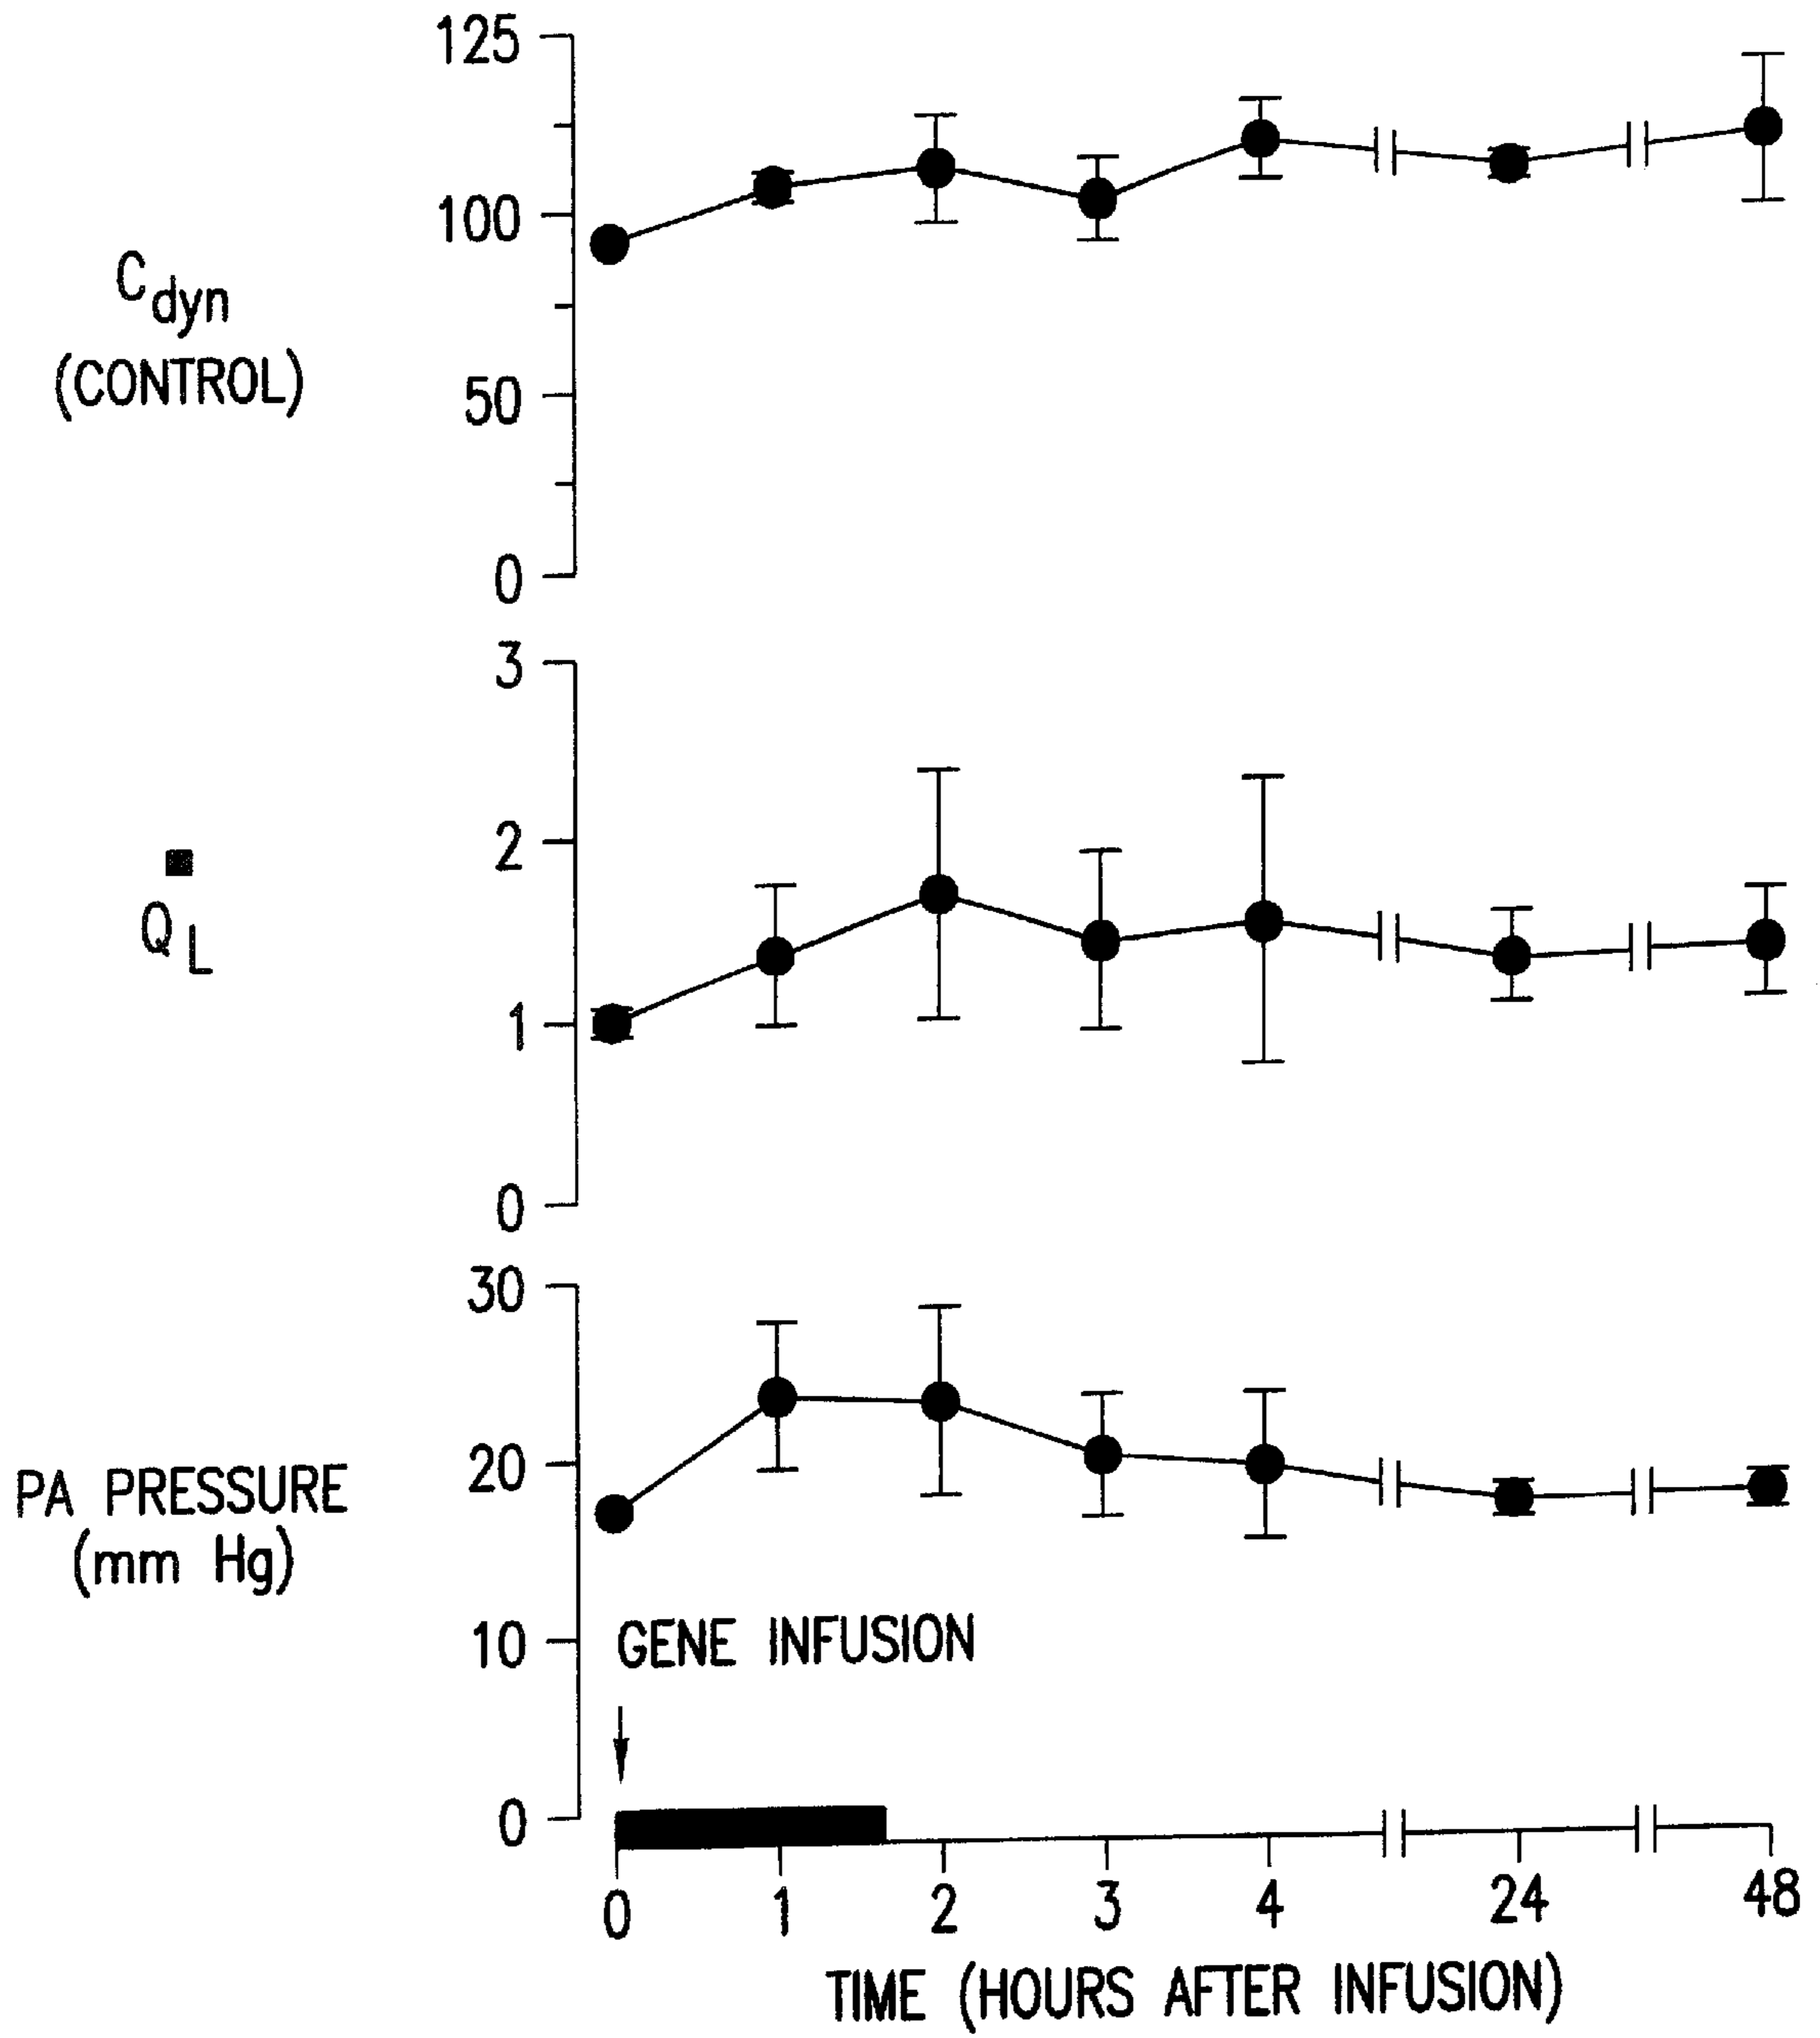 125
100
50
0
C dyn
(CONTROL)
3
2
1
0
Q̇ L
30
20
10
0
PA PRESSURE
(mm Hg)
GENE INFUSION
0 1 2 3 4 24 48
TIME (HOURS AFTER INFUSION)